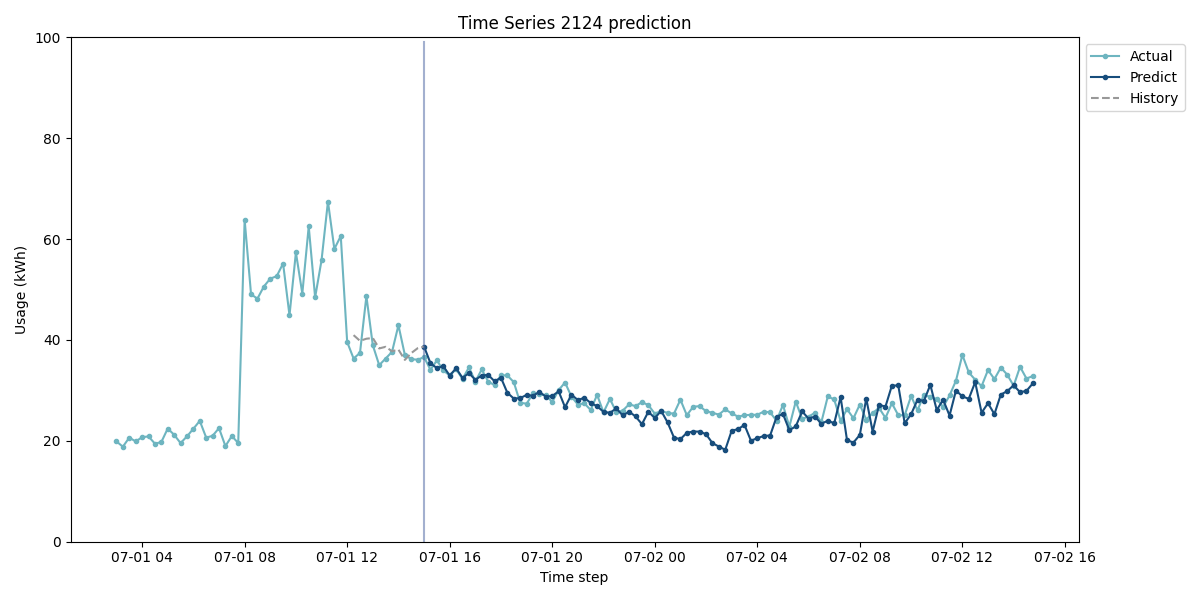 Time Series 2124 prediction
100
80
60
40
20
0
Usage (kWh)
07-01 04
07-01 08
07-01 12
07-01 16
07-01 20
07-02 00
07-02 04
07-02 08
07-02 12
07-02 16
Time step
Actual
Predict
History